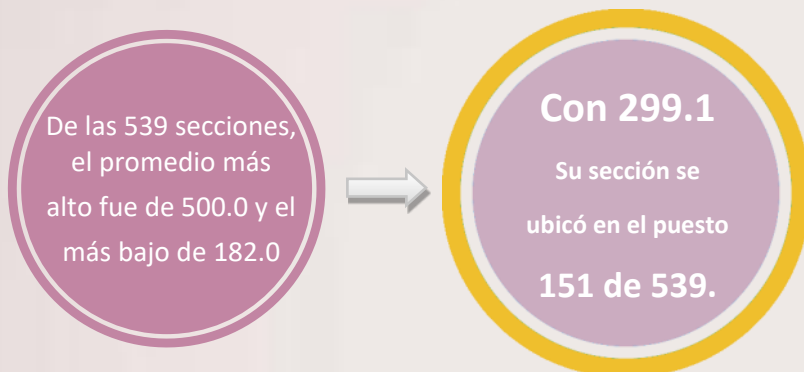 De las 539 secciones,
el promedio más
alto fue de 500.0 y el
más bajo de 182.0
Con 299.1
Su sección se
ubicó en el puesto
151 de 539.